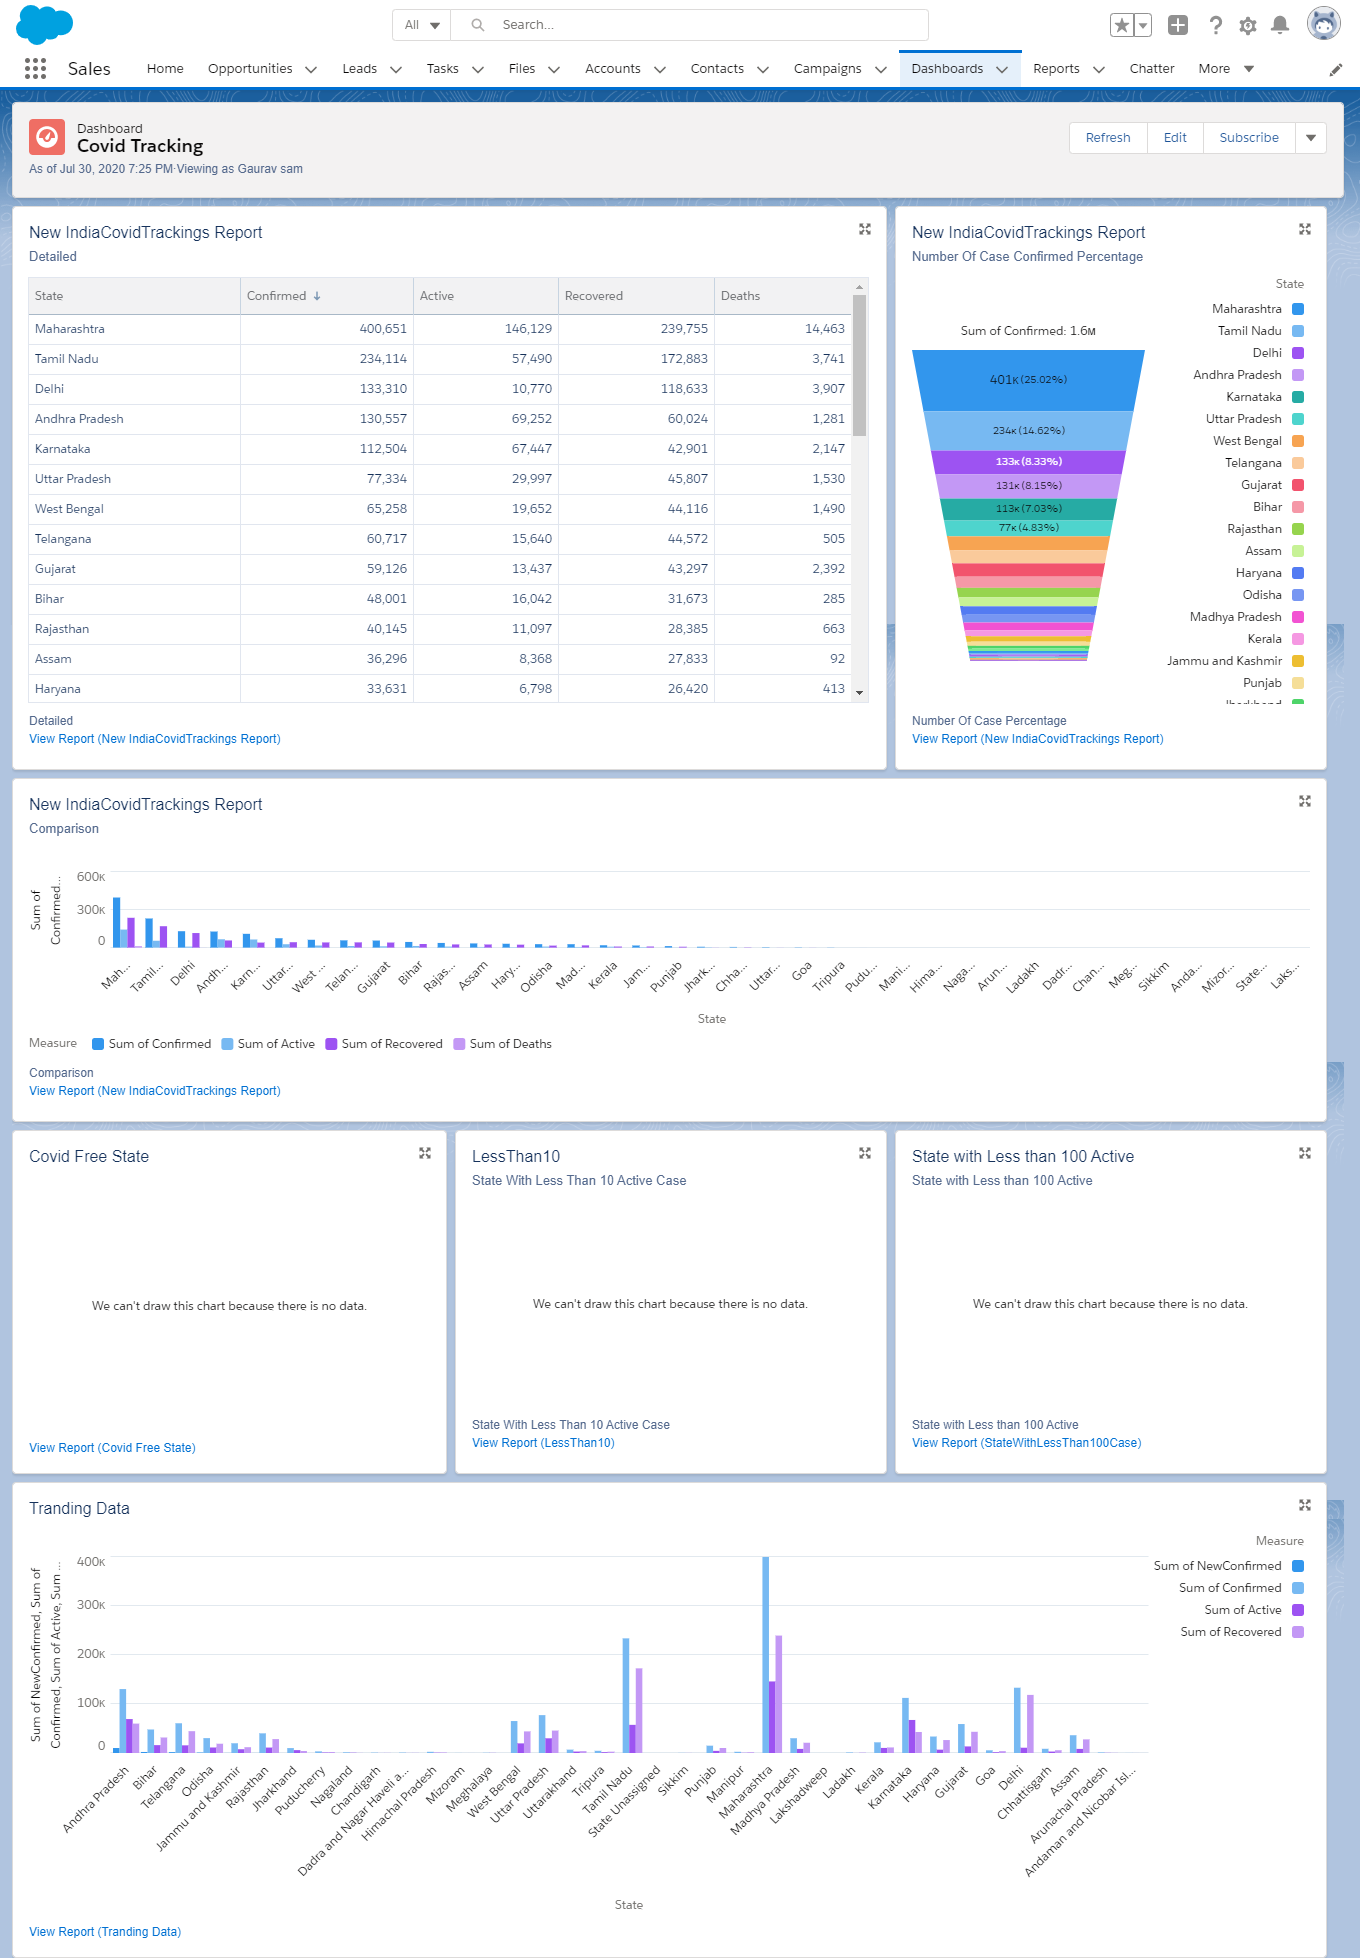 All
Search...
Sales
Home Opportunities Leads Tasks Files Accounts Contacts Campaigns Dashboards Reports Chatter More
Dashboard
Covid Tracking
As of Jul 30, 2020 7:25 PM·Viewing as Gaurav sam
Refresh Edit Subscribe
New IndiaCovidTrackings Report
Detailed
State Confirmed ↓ Active Recovered Deaths
Maharashtra 400,651 146,129 239,755 14,463
Tamil Nadu 234,114 57,490 172,883 3,741
Delhi 133,310 10,770 118,633 3,907
Andhra Pradesh 130,557 69,252 60,024 1,281
Karnataka 112,504 67,447 42,901 2,147
Uttar Pradesh 77,334 29,997 45,807 1,530
West Bengal 65,258 19,652 44,116 1,490
Telangana 60,717 15,640 44,572 505
Gujarat 59,126 13,437 43,297 2,392
Bihar 48,001 16,042 31,673 285
Rajasthan 40,145 11,097 28,385 663
Assam 36,296 8,368 27,833 92
Haryana 33,631 6,798 26,420 413
Detailed
View Report (New IndiaCovidTrackings Report)
New IndiaCovidTrackings Report
Number Of Case Confirmed Percentage
Sum of Confirmed: 1.6M
401K (25.02%)
234K (14.62%)
133K (8.33%)
131K (8.15%)
113K (7.03%)
77K (4.83%)
State
Maharashtra
Tamil Nadu
Delhi
Andhra Pradesh
Karnataka
Uttar Pradesh
West Bengal
Telangana
Gujarat
Bihar
Rajasthan
Assam
Haryana
Odisha
Madhya Pradesh
Kerala
Jammu and Kashmir
Punjab
Jharkhand
Number Of Case Percentage
View Report (New IndiaCovidTrackings Report)
New IndiaCovidTrackings Report
Comparison
Sum of
Confirmed...
600K
300K
0
Mah... Tamil... Delhi Andh... Karn... Uttar... West ... Telan... Gujarat Bihar Rajas... Assam Hary... Odisha Mad... Kerala Jam... Punjab Jhark... Chha... Uttar... Goa Tripura Pudu... Mani... Hima... Naga... Arun... Ladakh Dadr... Chan... Meg... Sikkim Anda... Mizor... State... Laks...
State
Measure Sum of Confirmed Sum of Active Sum of Recovered Sum of Deaths
Comparison
View Report (New IndiaCovidTrackings Report)
Covid Free State
We can't draw this chart because there is no data.
View Report (Covid Free State)
LessThan10
State With Less Than 10 Active Case
We can't draw this chart because there is no data.
State With Less Than 10 Active Case
View Report (LessThan10)
State with Less than 100 Active
State with Less than 100 Active
We can't draw this chart because there is no data.
State with Less than 100 Active
View Report (StateWithLessThan100Case)
Tranding Data
Sum of NewConfirmed, Sum of
Confirmed, Sum of Active, Sum ...
400K
300K
200K
100K
0
Andhra Pradesh Bihar Telangana Odisha Jammu and Kashmir Rajasthan Jharkhand Puducherry Nagaland Chandigarh Dadra and Nagar Haveli a... Himachal Pradesh Mizoram Meghalaya West Bengal Uttar Pradesh Uttarakhand Tripura Tamil Nadu State Unassigned Sikkim Punjab Manipur Maharashtra Madhya Pradesh Lakshadweep Ladakh Kerala Karnataka Haryana Gujarat Goa Delhi Chhattisgarh Assam Arunachal Pradesh Andaman and Nicobar Isl...
State
Measure
Sum of NewConfirmed
Sum of Confirmed
Sum of Active
Sum of Recovered
View Report (Tranding Data)